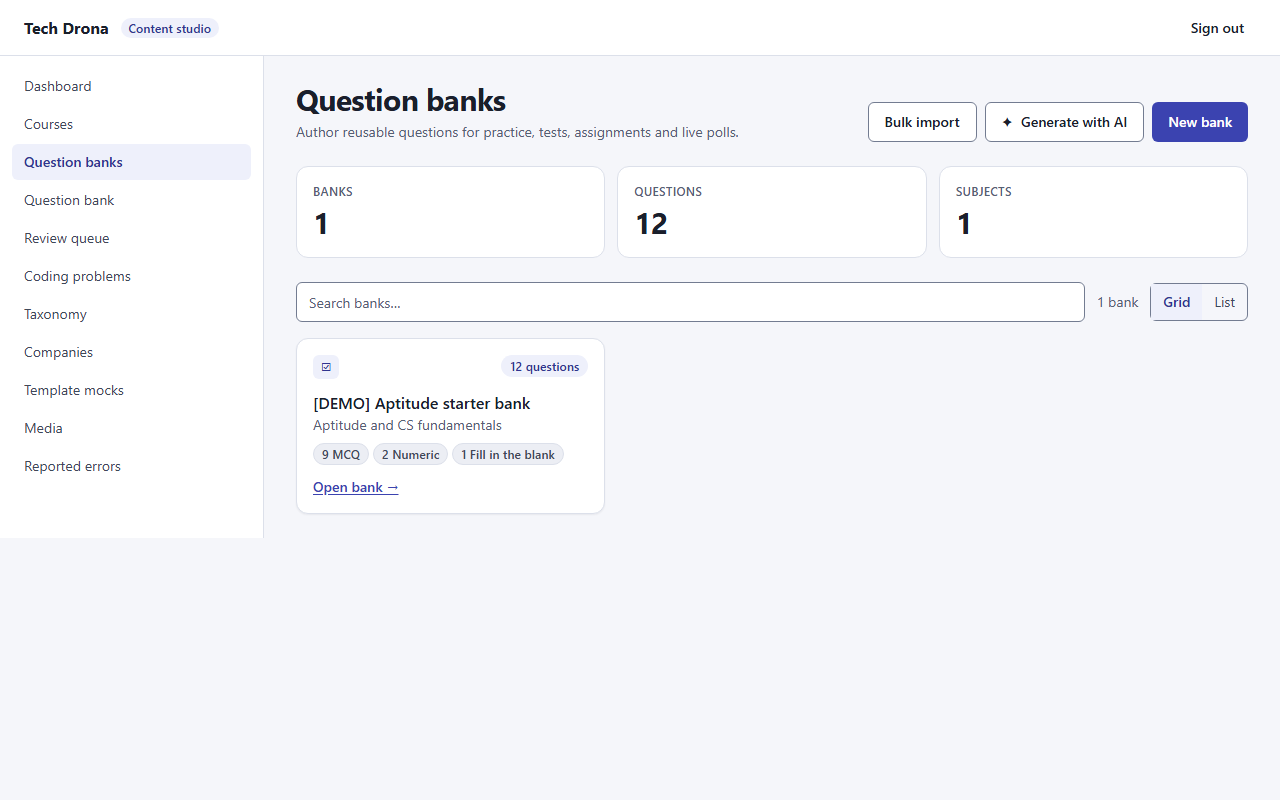 Tech Drona Content studio Sign out
Dashboard
Courses
Question banks
Question bank
Review queue
Coding problems
Taxonomy
Companies
Template mocks
Media
Reported errors
Question banks
Author reusable questions for practice, tests, assignments and live polls.
Bulk import ✦ Generate with AI New bank
BANKS
1
QUESTIONS
12
SUBJECTS
1
Search banks... 1 bank Grid List
12 questions
[DEMO] Aptitude starter bank
Aptitude and CS fundamentals
9 MCQ 2 Numeric 1 Fill in the blank
Open bank →